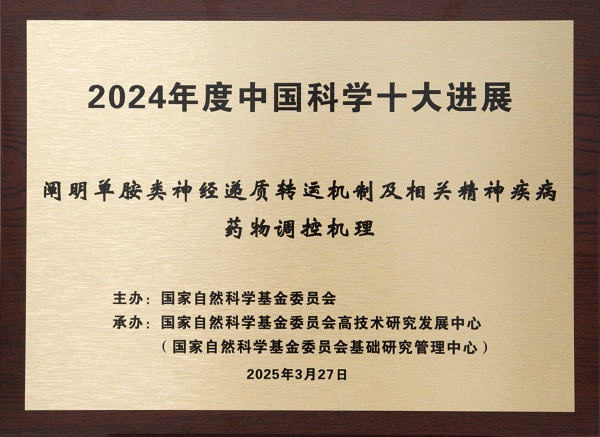 2024年度中国科学十大进展
阐明单胺类神经递质转运机制及相关精神疾病
药物调控机理
主办：国家自然科学基金委员会
承办：国家自然科学基金委员会高技术研究发展中心
（国家自然科学基金委员会基础研究管理中心）
2025年3月27日